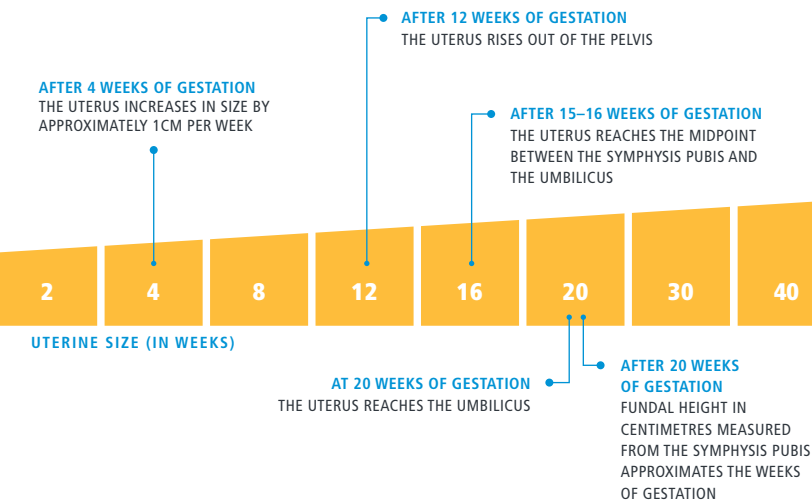 AFTER 12 WEEKS OF GESTATION
THE UTERUS RISES OUT OF THE PELVIS
AFTER 4 WEEKS OF GESTATION
THE UTERUS INCREASES IN SIZE BY
APPROXIMATELY 1CM PER WEEK
AFTER 15–16 WEEKS OF GESTATION
THE UTERUS REACHES THE MIDPOINT
BETWEEN THE SYMPHYSIS PUBIS AND
THE UMBILICUS
2 4 8 12 16 20 30 40
UTERINE SIZE (IN WEEKS)
AT 20 WEEKS OF GESTATION
THE UTERUS REACHES THE UMBILICUS
AFTER 20 WEEKS
OF GESTATION
FUNDAL HEIGHT IN
CENTIMETRES MEASURED
FROM THE SYMPHYSIS PUBIS
APPROXIMATES THE WEEKS
OF GESTATION